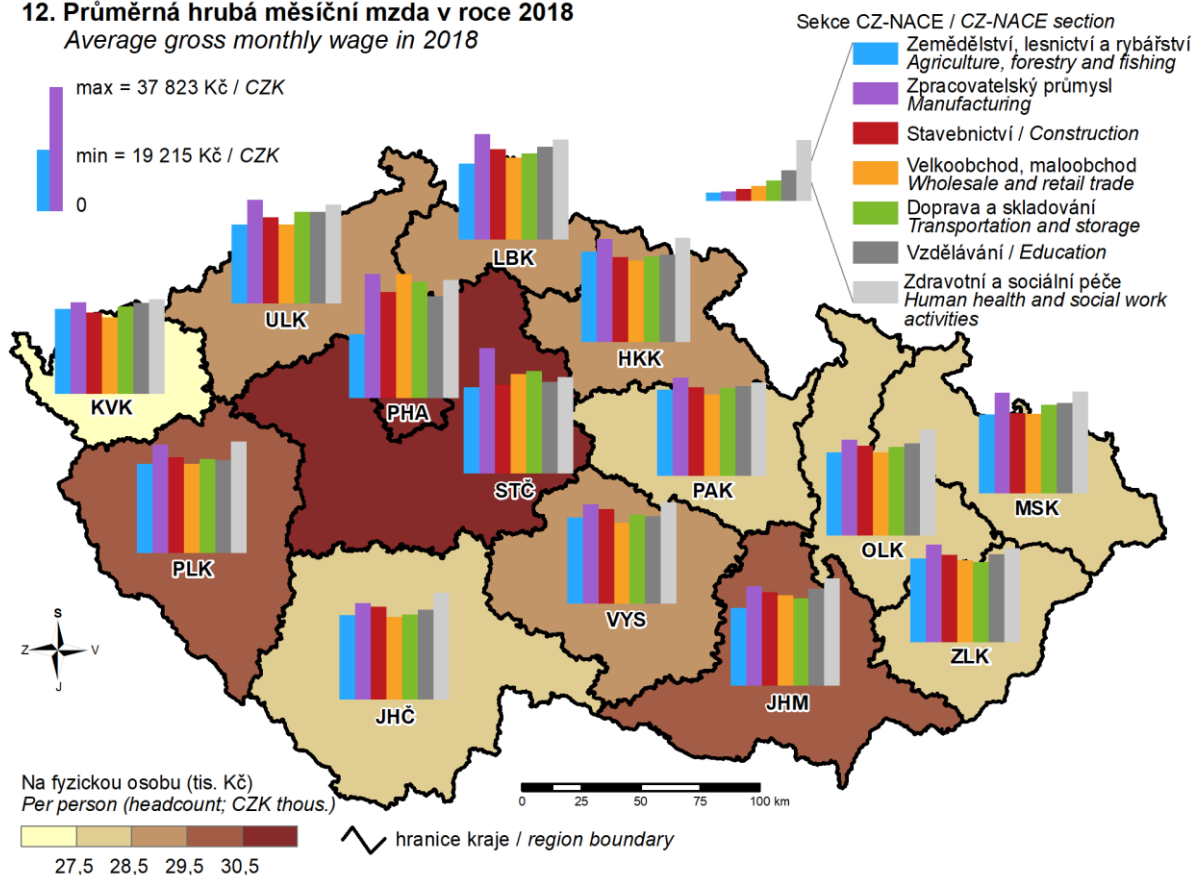 12. Průměrná hrubá měsíční mzda v roce 2018
Average gross monthly wage in 2018
max = 37 823 Kč / CZK
min = 19 215 Kč / CZK
0
Sekce CZ-NACE / CZ-NACE section
Zemědělství, lesnictví a rybářství
Agriculture, forestry and fishing
Zpracovatelský průmysl
Manufacturing
Stavebnictví / Construction
Velkoobchod, maloobchod
Wholesale and retail trade
Doprava a skladování
Transportation and storage
Vzdělávání / Education
Zdravotní a sociální péče
Human health and social work
activities
LBK
ULK
HKK
KVK
PHA
STČ
PAK
MSK
OLK
PLK
VYS
ZLK
JHČ
JHM
S
Z V
J
Na fyzickou osobu (tis. Kč)
Per person (headcount; CZK thous.)
27,5 28,5 29,5 30,5
0 25 50 75 100 km
hranice kraje / region boundary